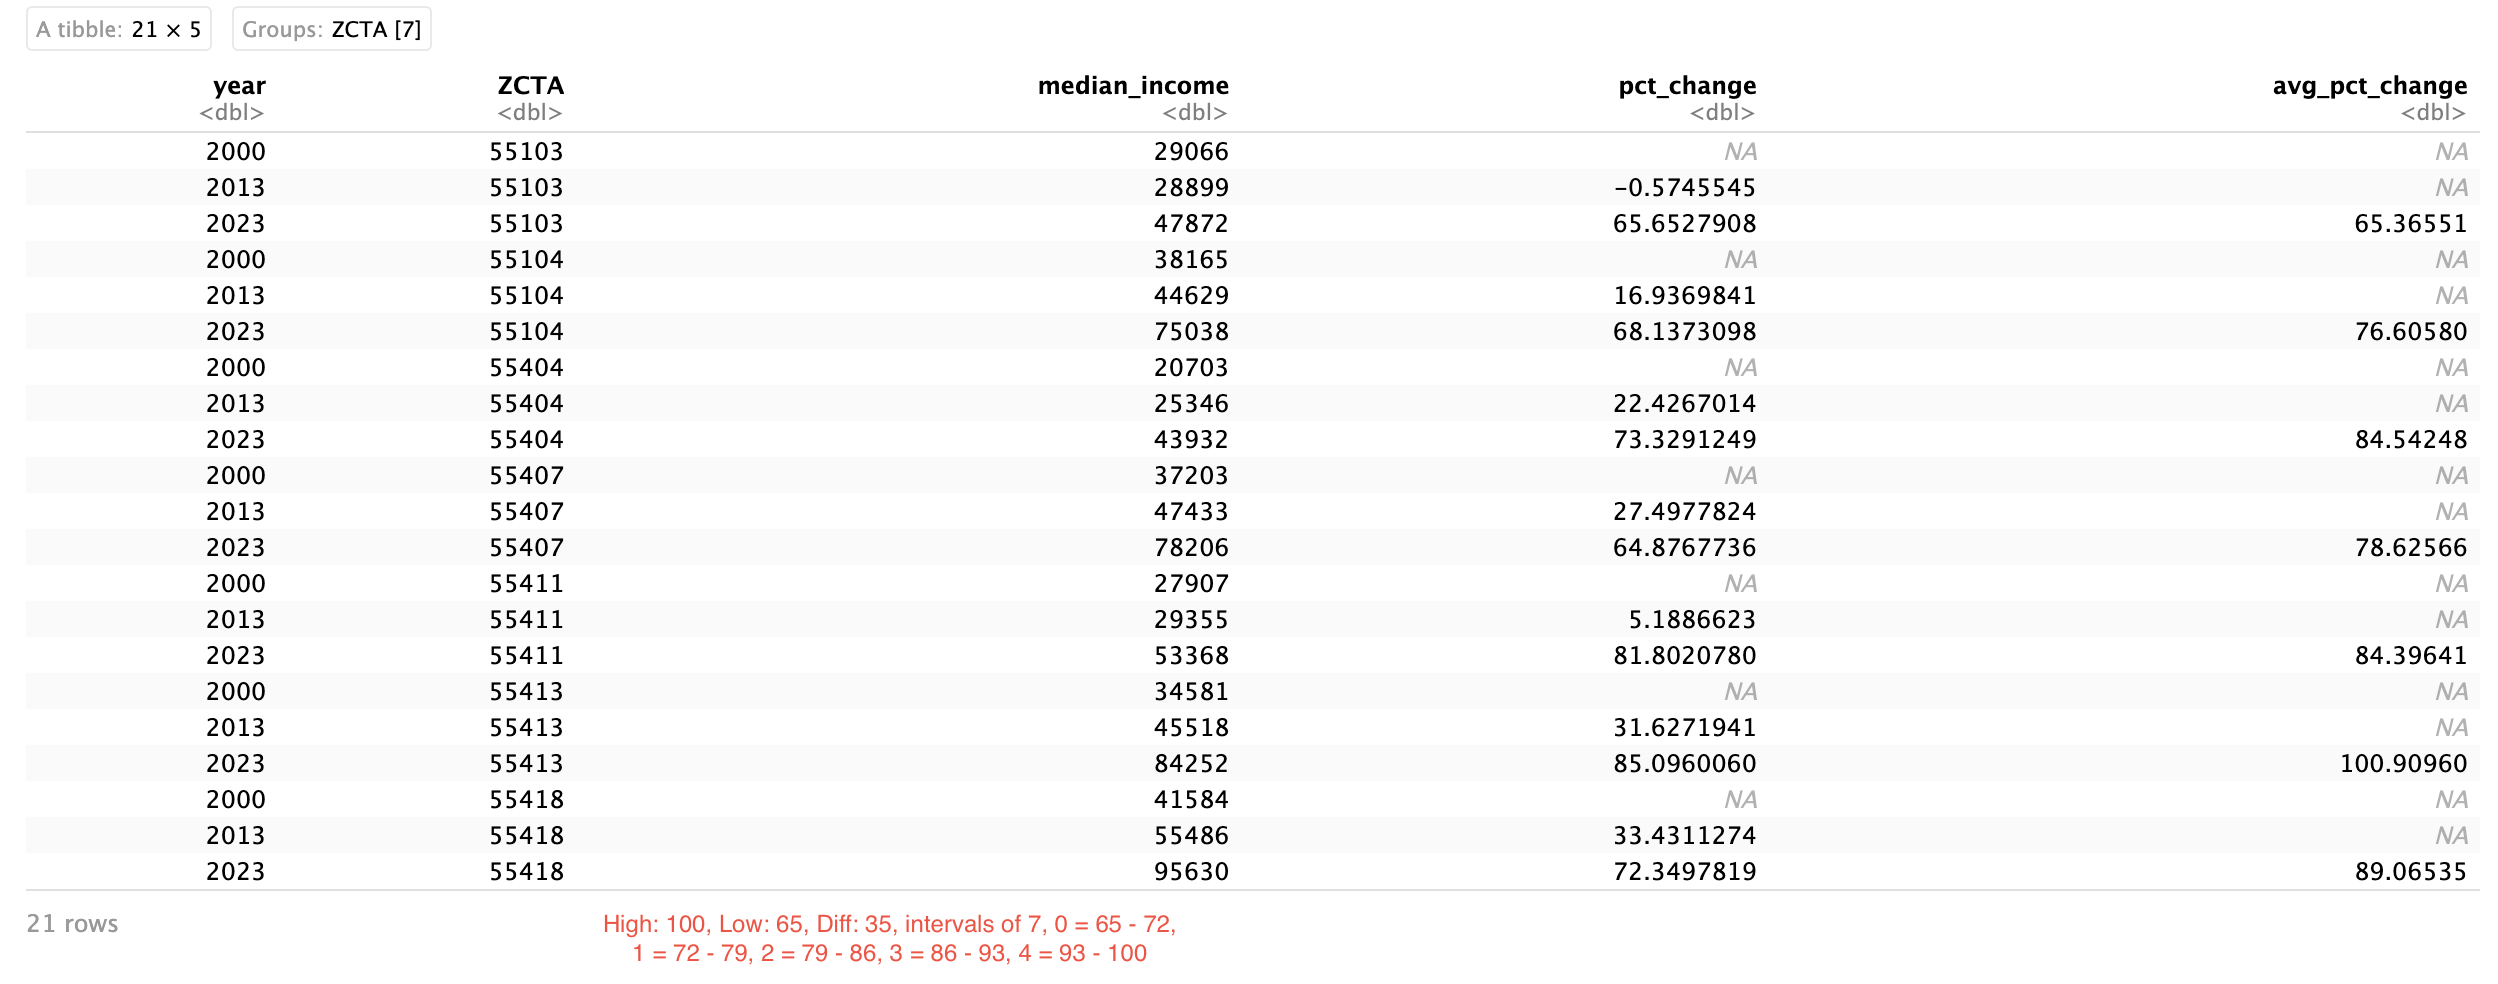 A tibble: 21 × 5 Groups: ZCTA [7]
year ZCTA median_income pct_change avg_pct_change
<dbl> <dbl> <dbl> <dbl> <dbl>
2000 55103 29066 NA NA
2013 55103 28899 -0.5745545 NA
2023 55103 47872 65.6527908 65.36551
2000 55104 38165 NA NA
2013 55104 44629 16.9369841 NA
2023 55104 75038 68.1373098 76.60580
2000 55404 20703 NA NA
2013 55404 25346 22.4267014 NA
2023 55404 43932 73.3291249 84.54248
2000 55407 37203 NA NA
2013 55407 47433 27.4977824 NA
2023 55407 78206 64.8767736 78.62566
2000 55411 27907 NA NA
2013 55411 29355 5.1886623 NA
2023 55411 53368 81.8020780 84.39641
2000 55413 34581 NA NA
2013 55413 45518 31.6271941 NA
2023 55413 84252 85.0960060 100.90960
2000 55418 41584 NA NA
2013 55418 55486 33.4311274 NA
2023 55418 95630 72.3497819 89.06535
21 rows
High: 100, Low: 65, Diff: 35, intervals of 7, 0 = 65 - 72,
1 = 72 - 79, 2 = 79 - 86, 3 = 86 - 93, 4 = 93 - 100